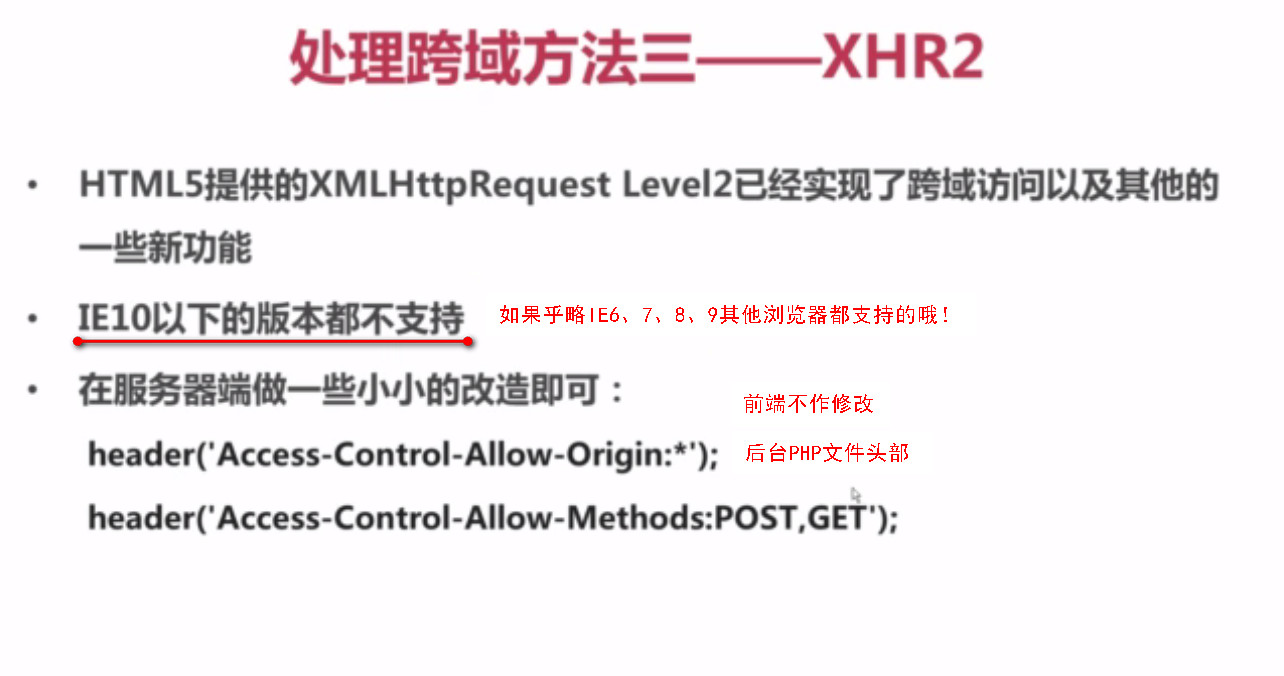 处理跨域方法三——XHR2
• HTML5提供的XMLHttpRequest Level2已经实现了跨域访问以及其他的
一些新功能
• IE10以下的版本都不支持 如果乎略IE6、7、8、9其他浏览器都支持的哦！
• 在服务器端做一些小小的改造即可：
前端不作修改
header('Access-Control-Allow-Origin:*'); 后台PHP文件头部
header('Access-Control-Allow-Methods:POST,GET');